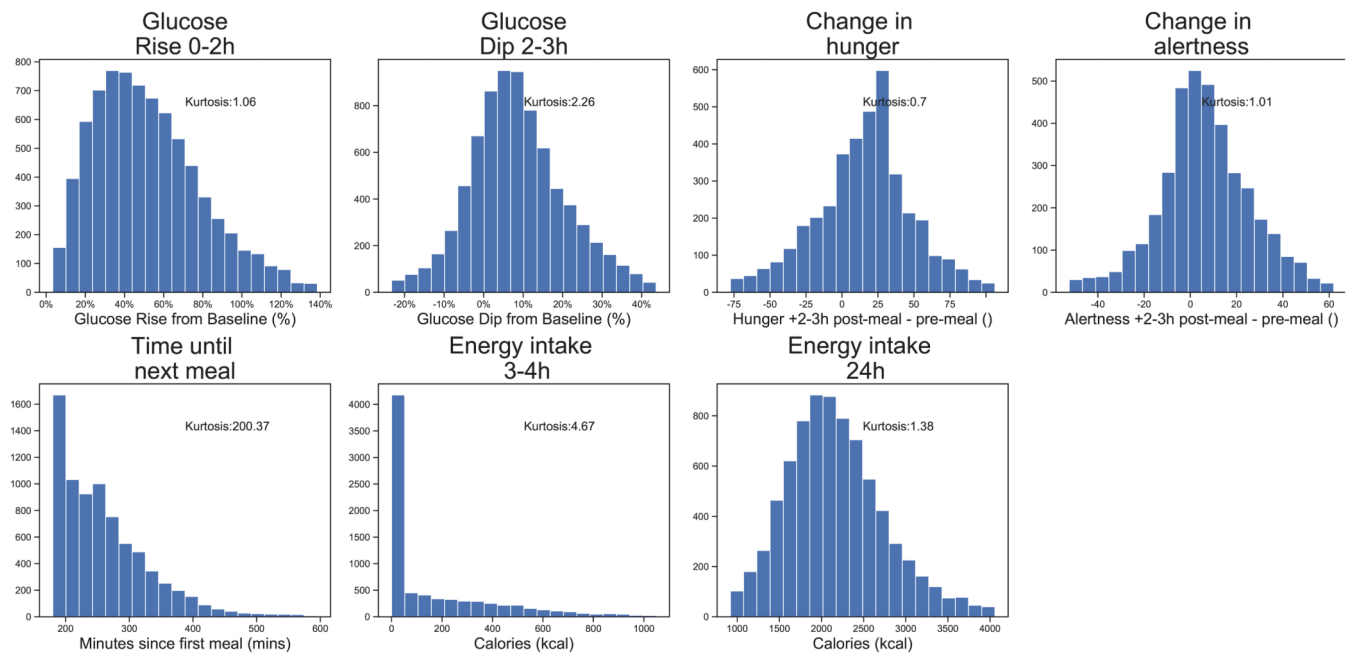 Glucose
Rise 0-2h
800
700
600
500
400
300
200
100
0
Kurtosis:1.06
0% 20% 40% 60% 80% 100% 120% 140%
Glucose Rise from Baseline (%)
Glucose
Dip 2-3h
800
600
400
200
0
Kurtosis:2.26
-20% -10% 0% 10% 20% 30% 40%
Glucose Dip from Baseline (%)
Change in
hunger
600
500
400
300
200
100
0
Kurtosis:0.7
-75 -50 -25 0 25 50 75
Hunger +2-3h post-meal - pre-meal ()
Change in
alertness
500
400
300
200
100
0
Kurtosis:1.01
-40 -20 0 20 40 60
Alertness +2-3h post-meal - pre-meal ()
Time until
next meal
1600
1400
1200
1000
800
600
400
200
0
Kurtosis:200.37
200 300 400 500 600
Minutes since first meal (mins)
Energy intake
3-4h
4000
3500
3000
2500
2000
1500
1000
500
0
Kurtosis:4.67
0 200 400 600 800 1000
Calories (kcal)
Energy intake
24h
800
600
400
200
0
Kurtosis:1.38
1000 1500 2000 2500 3000 3500 4000
Calories (kcal)